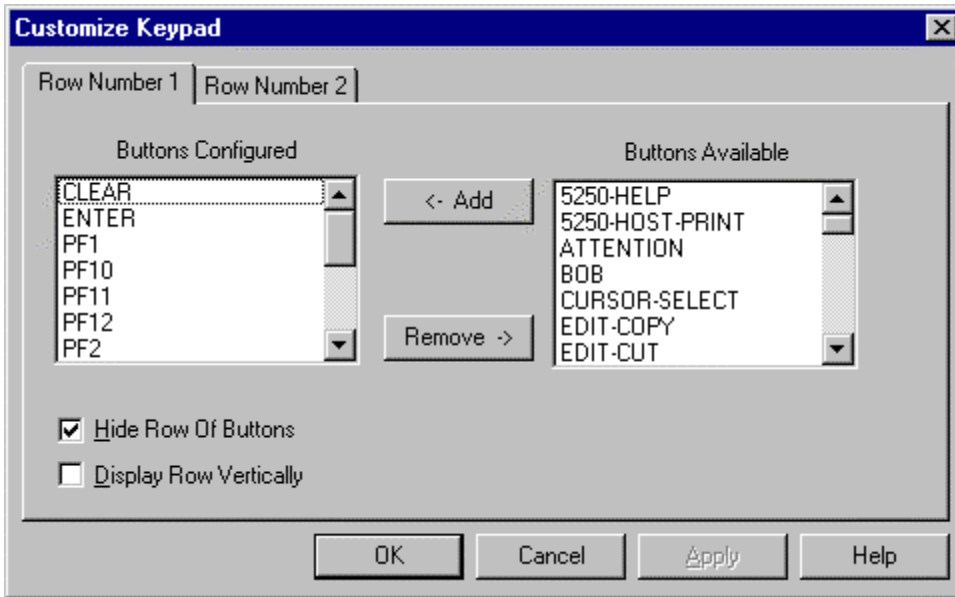 Customize Keypad
Row Number 1
Row Number 2
Buttons Configured
Buttons Available
CLEAR
ENTER
PF1
PF10
PF11
PF12
PF2
<- Add
Remove ->
5250-HELP
5250-HOST-PRINT
ATTENTION
BOB
CURSOR-SELECT
EDIT-COPY
EDIT-CUT
Hide Row Of Buttons
Display Row Vertically
OK
Cancel
Apply
Help